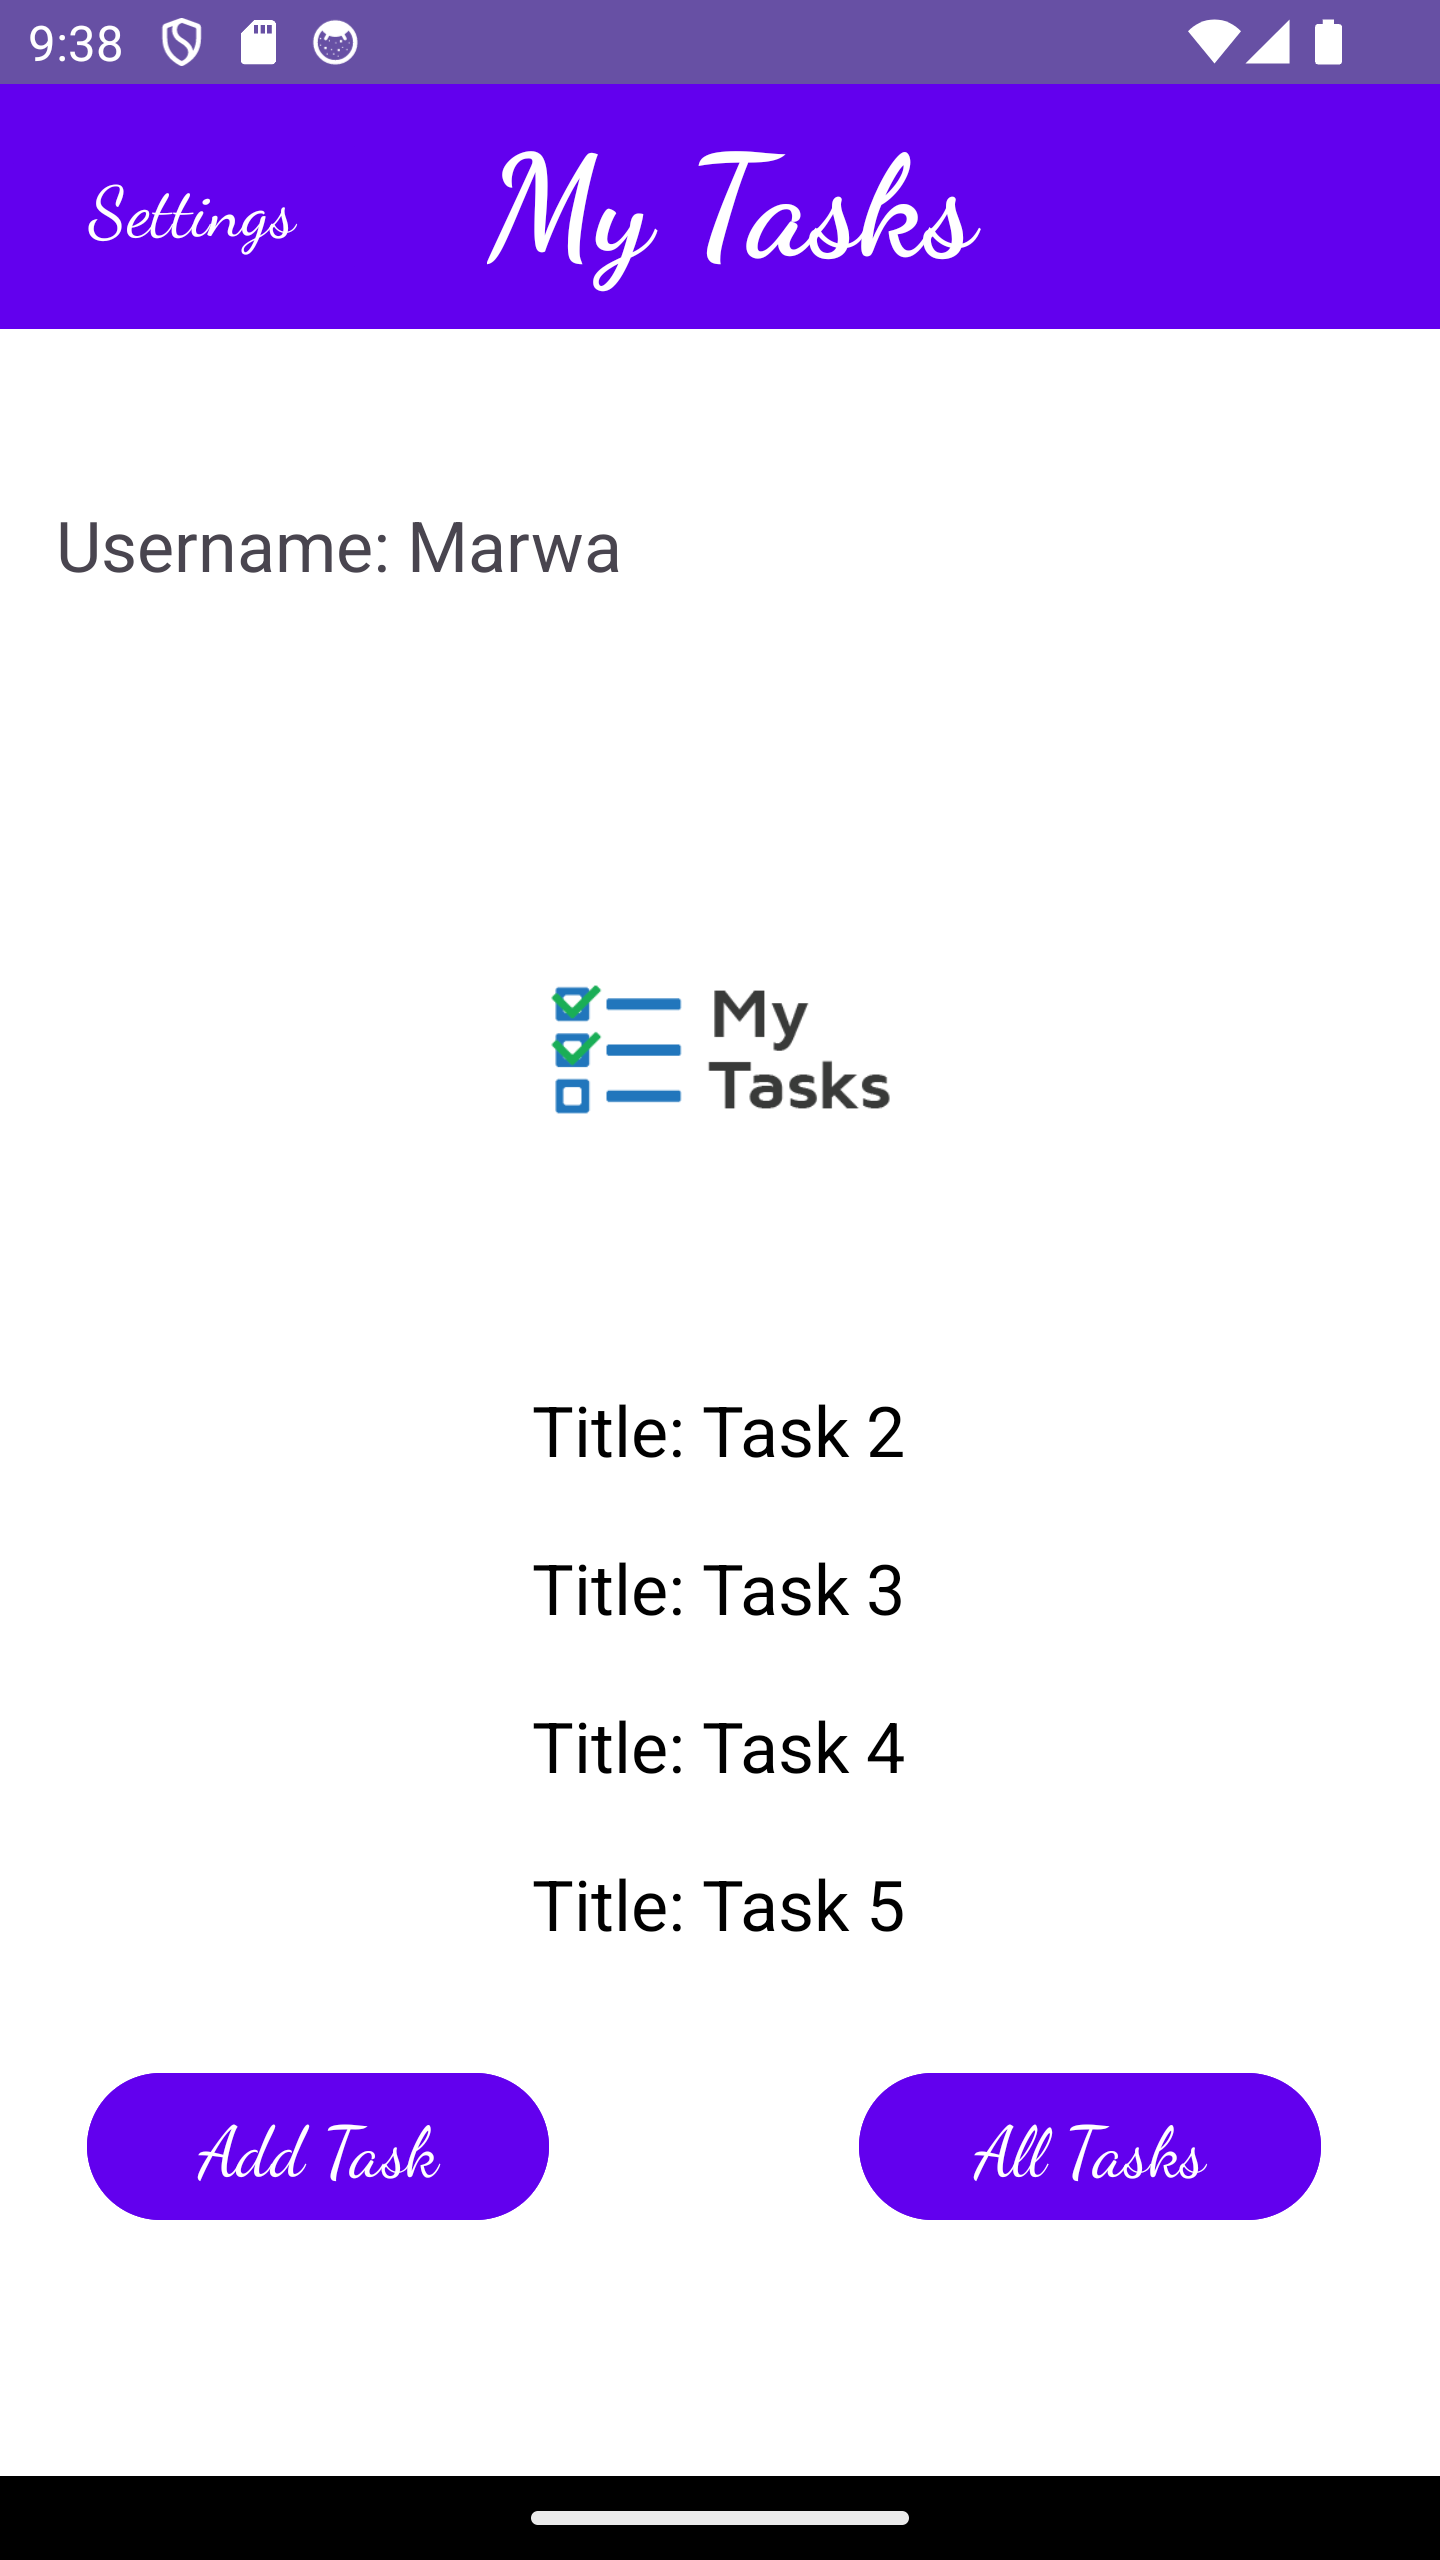 9:38
Settings
My Tasks
Username: Marwa
My
Tasks
Title: Task 2
Title: Task 3
Title: Task 4
Title: Task 5
Add Task
All Tasks